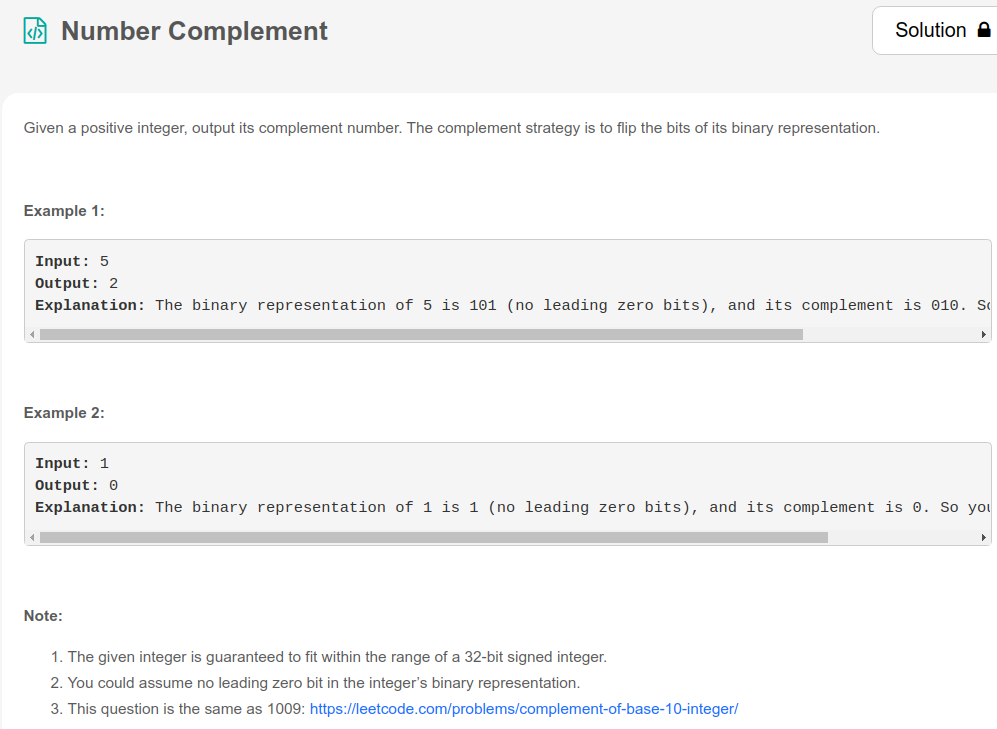 Number Complement
Solution
Given a positive integer, output its complement number. The complement strategy is to flip the bits of its binary representation.
Example 1:
Input: 5
Output: 2
Explanation: The binary representation of 5 is 101 (no leading zero bits), and its complement is 010.
Example 2:
Input: 1
Output: 0
Explanation: The binary representation of 1 is 1 (no leading zero bits), and its complement is 0. So
Note:
1. The given integer is guaranteed to fit within the range of a 32-bit signed integer.
2. You could assume no leading zero bit in the integer’s binary representation.
3. This question is the same as 1009: https://leetcode.com/problems/complement-of-base-10-integer/